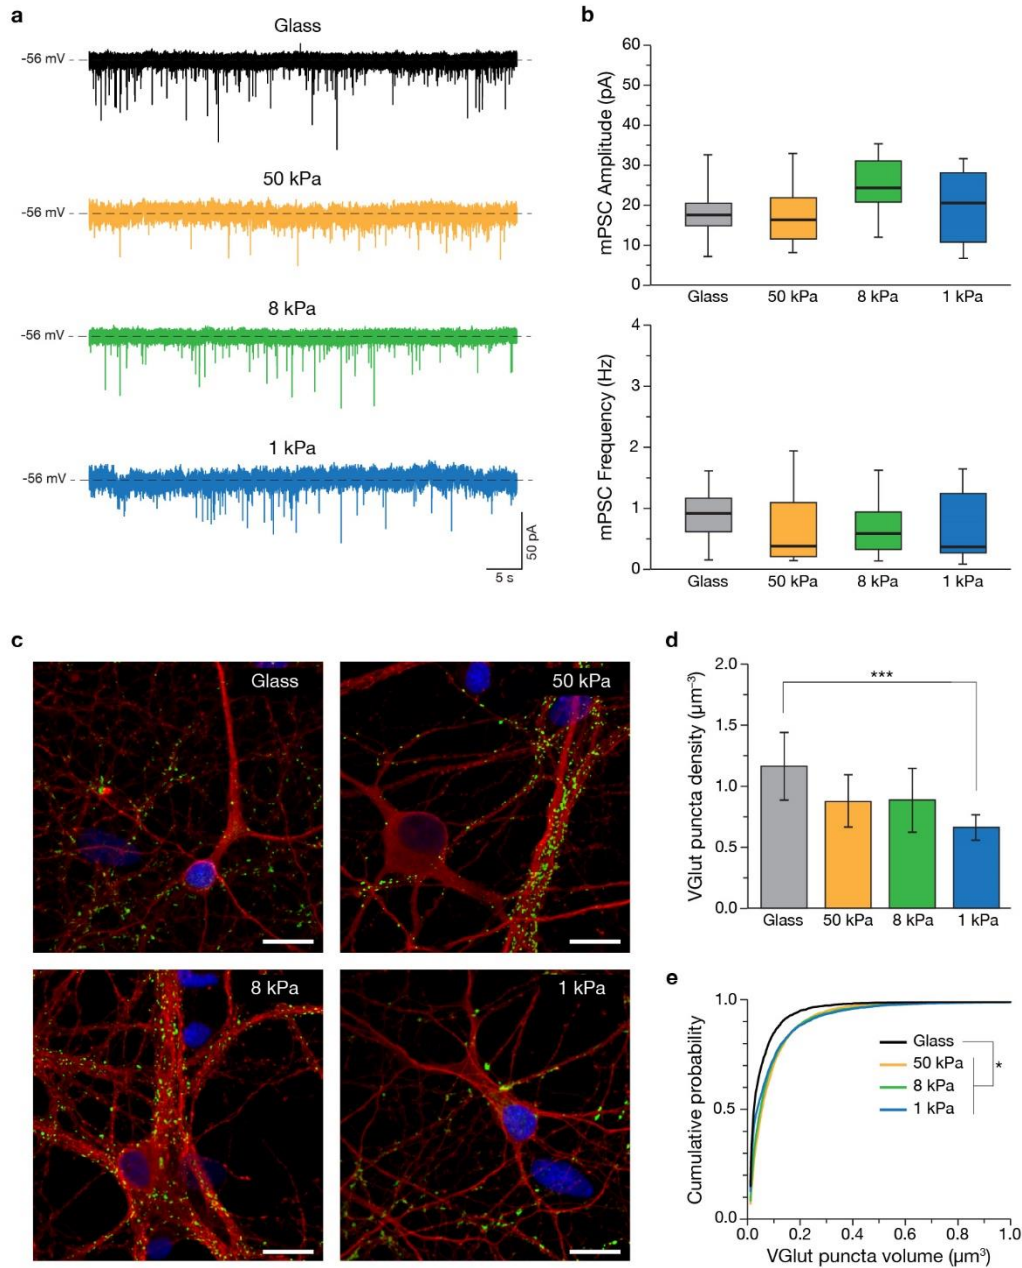 a
Glass
-56 mV
50 kPa
-56 mV
8 kPa
-56 mV
1 kPa
-56 mV
50 pA
5 s
b
mPSC Amplitude (pA)
60
50
40
30
20
10
0
Glass 50 kPa 8 kPa 1 kPa
mPSC Frequency (Hz)
4
3
2
1
0
Glass 50 kPa 8 kPa 1 kPa
c
Glass
50 kPa
8 kPa
1 kPa
d
VGlut puncta density (µm⁻³)
2.0
1.5
1.0
0.5
0.0
***
Glass 50 kPa 8 kPa 1 kPa
e
Cumulative probability
1.0
0.5
0.0
Glass
50 kPa
8 kPa
1 kPa
*
0.0 0.2 0.4 0.6 0.8 1.0
VGlut puncta volume (µm³)